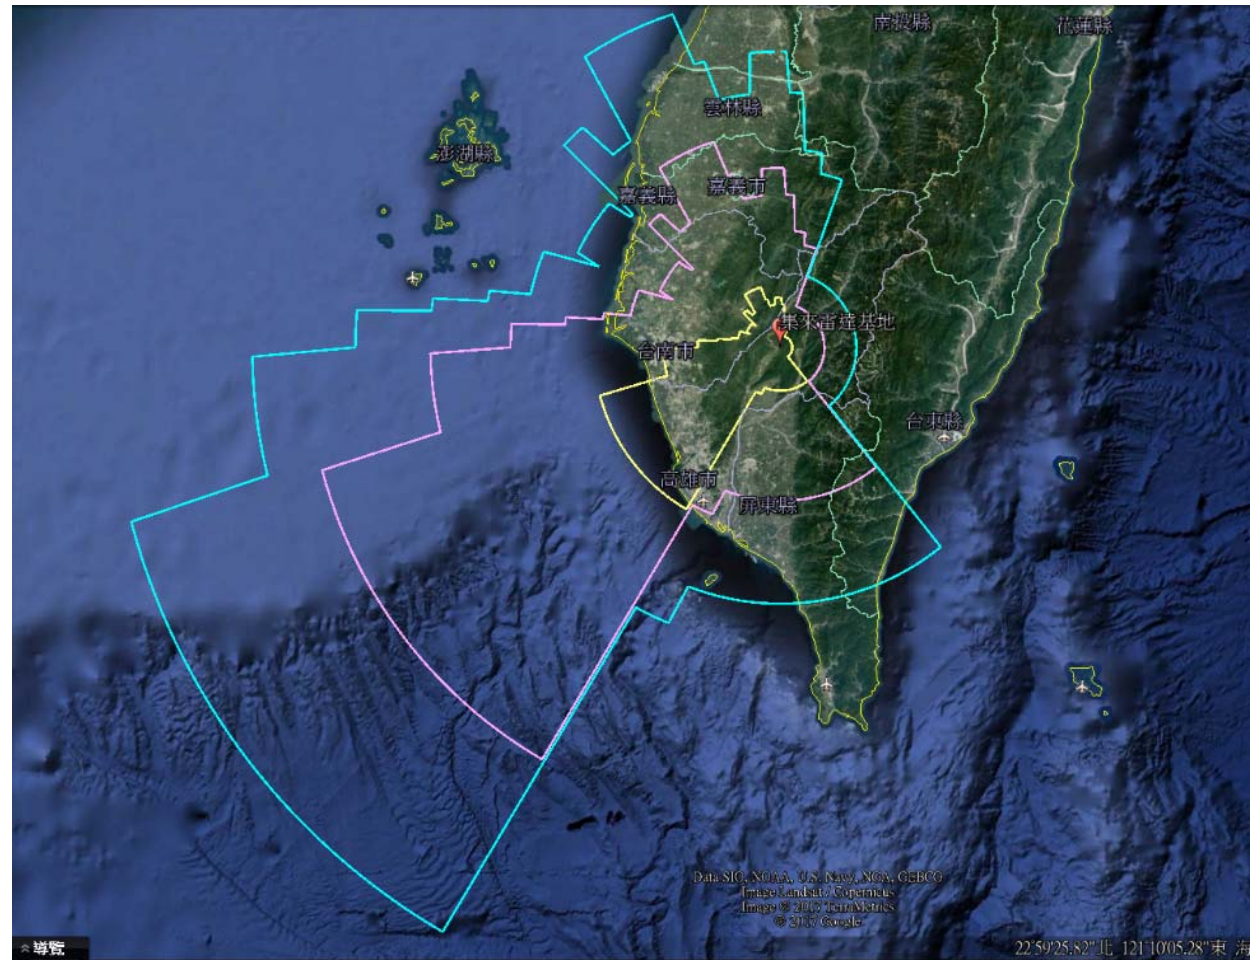 南投縣
花蓮縣
雲林縣
澎湖縣
嘉義縣
嘉義市
集來雷達基地
台南市
台東縣
高雄市
屏東縣
Data SIO, NOAA, U.S. Navy, NGA, GEBCO
Image Landsat / Copernicus
Image © 2017 TerraMetrics
© 2017 Google
導覽
22°59'25.82"北 121°10'05.28"東 海